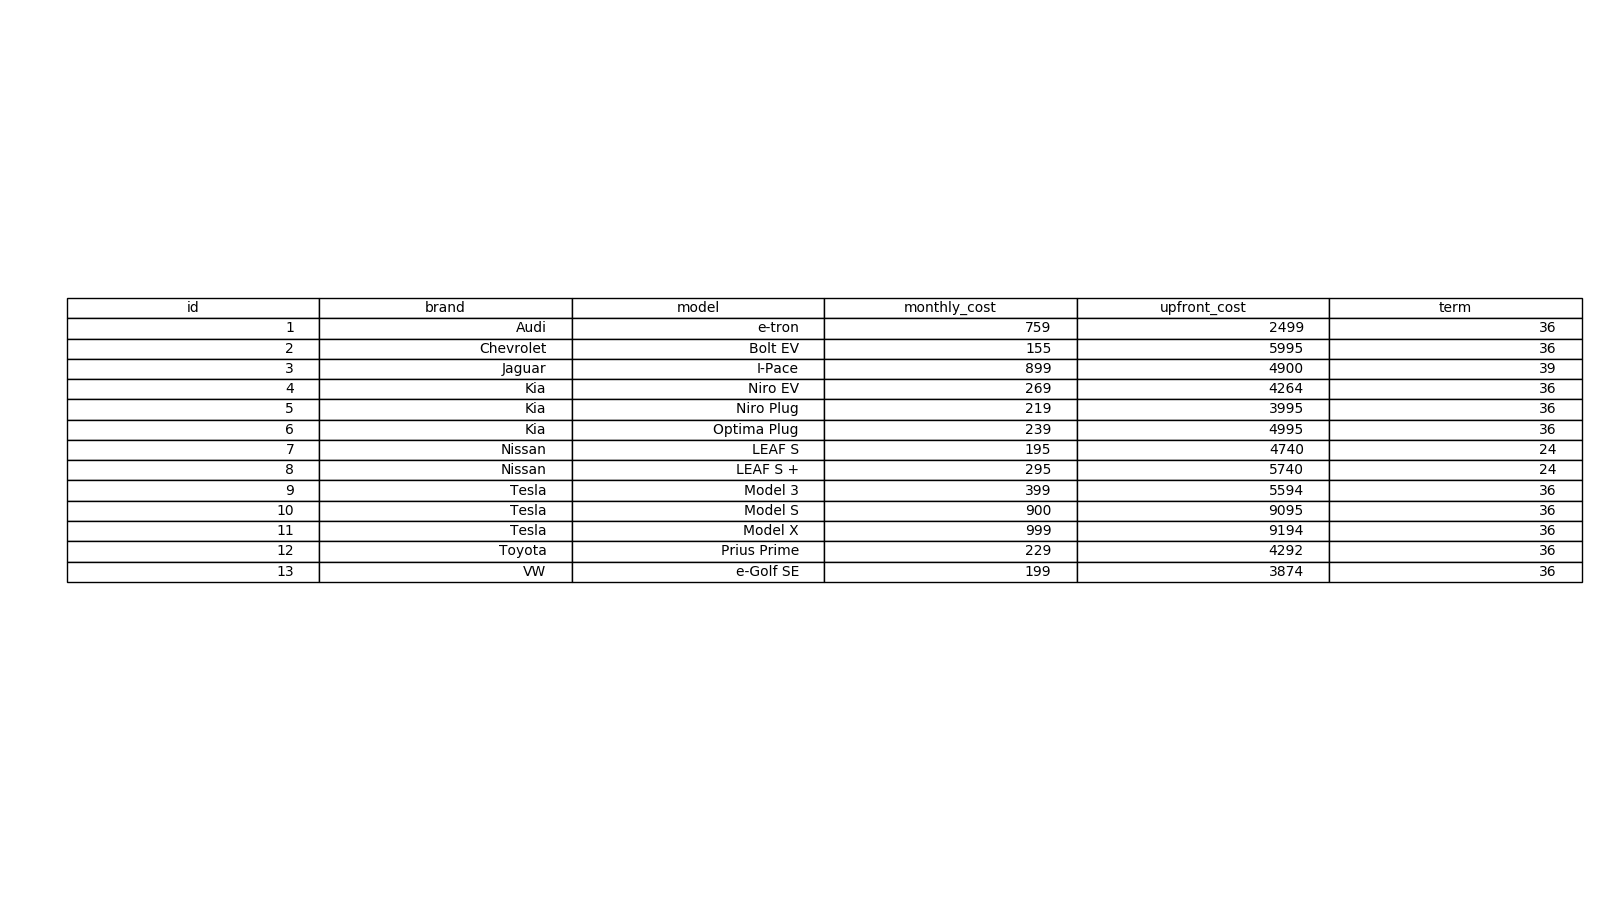 id brand model monthly_cost upfront_cost term
1 Audi e-tron 759 2499 36
2 Chevrolet Bolt EV 155 5995 36
3 Jaguar I-Pace 899 4900 39
4 Kia Niro EV 269 4264 36
5 Kia Niro Plug 219 3995 36
6 Kia Optima Plug 239 4995 36
7 Nissan LEAF S 195 4740 24
8 Nissan LEAF S + 295 5740 24
9 Tesla Model 3 399 5594 36
10 Tesla Model S 900 9095 36
11 Tesla Model X 999 9194 36
12 Toyota Prius Prime 229 4292 36
13 VW e-Golf SE 199 3874 36